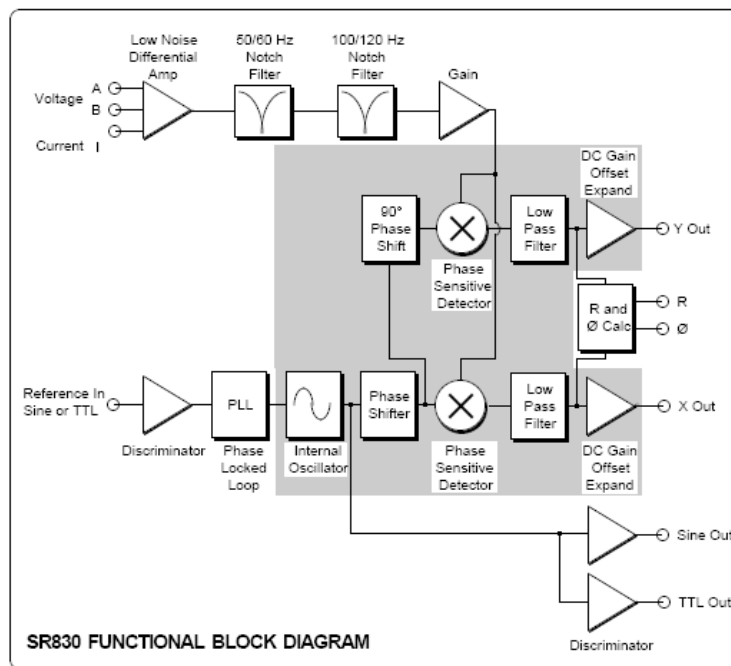 Low Noise
Differential
Amp
50/60 Hz
Notch
Filter
100/120 Hz
Notch
Filter
Gain
Voltage
A
B
Current
I
DC Gain
Offset
Expand
90°
Phase
Shift
Low
Pass
Filter
Y Out
Phase
Sensitive
Detector
R and
Ø Calc
R
Ø
Reference In
Sine or TTL
PLL
Phase
Shifter
Low
Pass
Filter
X Out
Discriminator
Phase
Locked
Loop
Internal
Oscillator
Phase
Sensitive
Detector
DC Gain
Offset
Expand
Sine Out
TTL Out
Discriminator
SR830 FUNCTIONAL BLOCK DIAGRAM